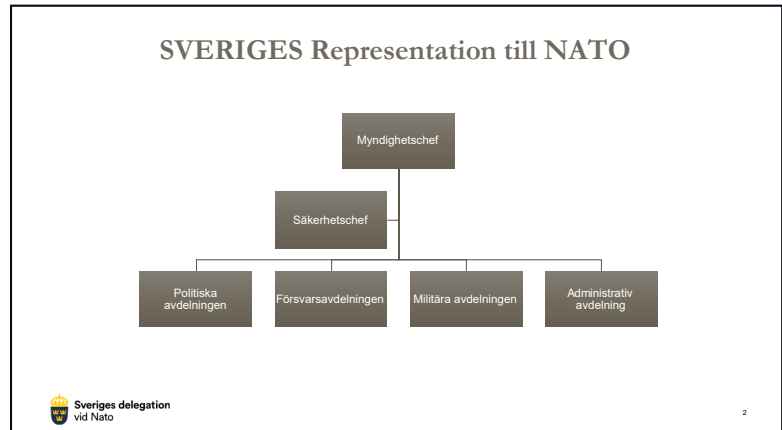 SVERIGES Representation till NATO
Myndighetschef
Säkerhetschef
Politiska
avdelningen
Försvarsavdelningen
Militära avdelningen
Administrativ
avdelning
Sveriges delegation
vid Nato
2